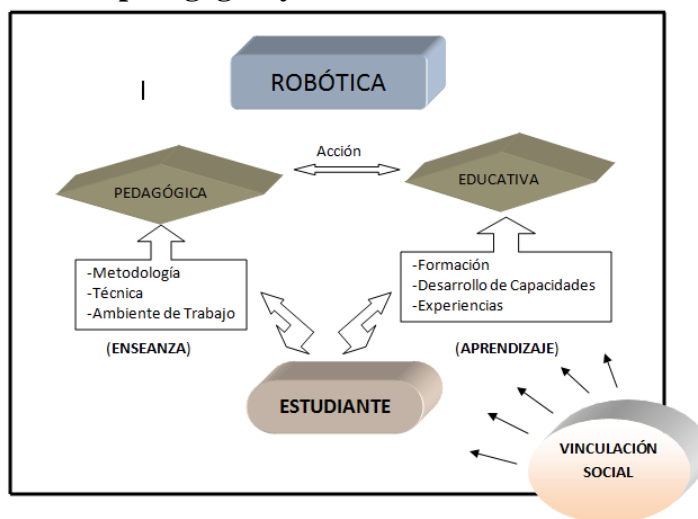 ROBÓTICA
Acción
PEDAGÓGICA
EDUCATIVA
-Metodología
-Técnica
-Ambiente de Trabajo
-Formación
-Desarrollo de Capacidades
-Experiencias
(ENSEANZA)
(APRENDIZAJE)
ESTUDIANTE
VINCULACIÓN
SOCIAL